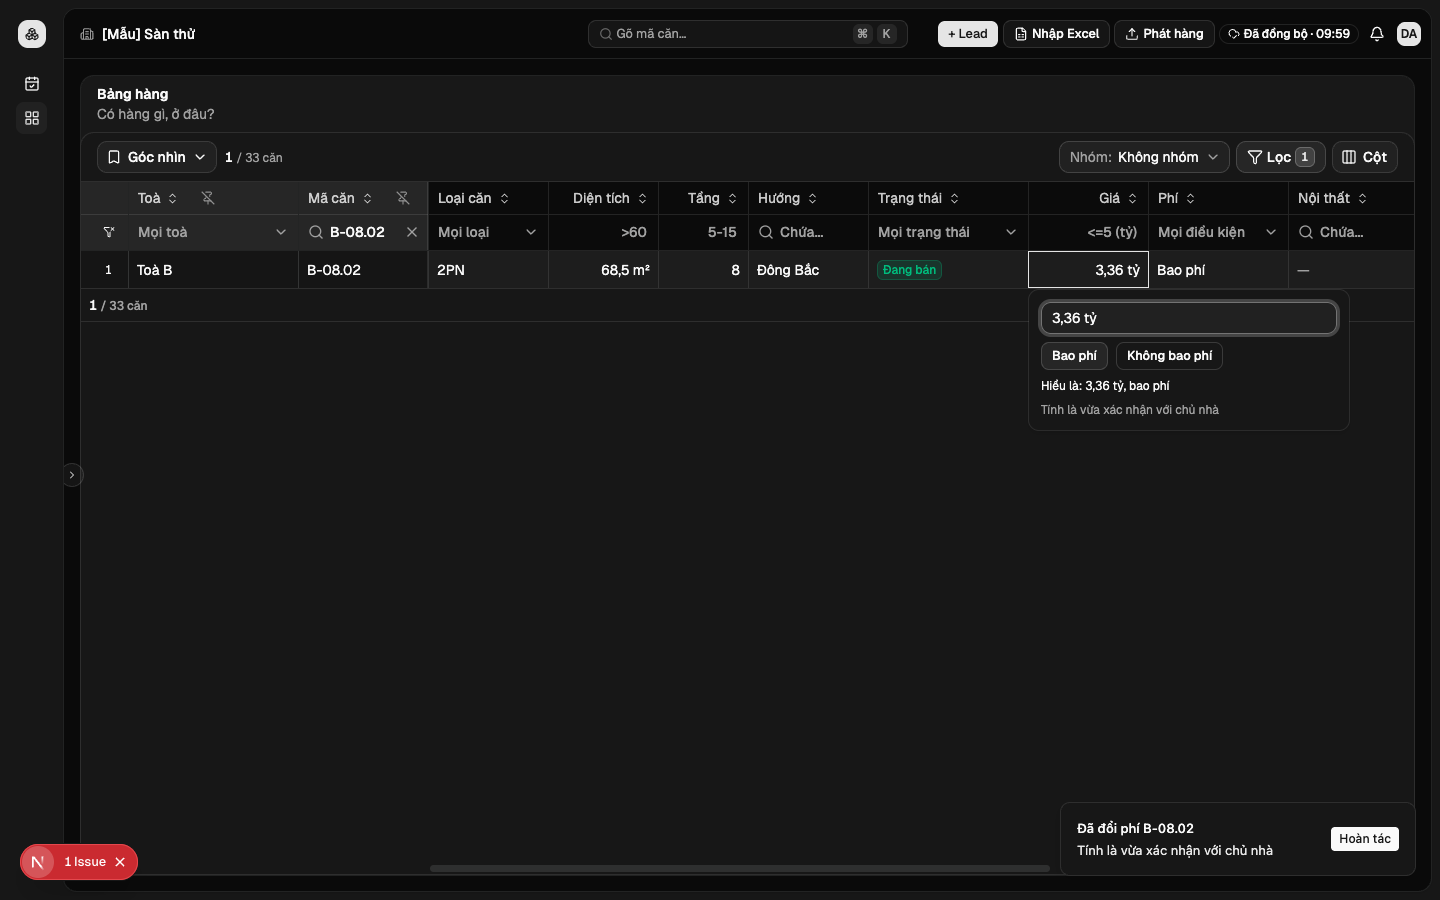 [Mẫu] Sàn thử
Gõ mã căn...
⌘ K
+ Lead
Nhập Excel
Phát hàng
Đã đồng bộ · 09:59
DA
Bảng hàng
Có hàng gì, ở đâu?
Góc nhìn
1 / 33 căn
Nhóm: Không nhóm
Lọc 1
Cột
Toà
Mã căn
Loại căn
Diện tích
Tầng
Hướng
Trạng thái
Giá
Phí
Nội thất
Mọi toà
B-08.02
Mọi loại
>60
5-15
Chứa...
Mọi trạng thái
<=5 (tỷ)
Mọi điều kiện
Chứa...
1
Toà B
B-08.02
2PN
68,5 m²
8
Đông Bắc
Đang bán
3,36 tỷ
Bao phí
—
1 / 33 căn
3,36 tỷ
Bao phí
Không bao phí
Hiểu là: 3,36 tỷ, bao phí
Tính là vừa xác nhận với chủ nhà
Đã đổi phí B-08.02
Tính là vừa xác nhận với chủ nhà
Hoàn tác
N
1 Issue